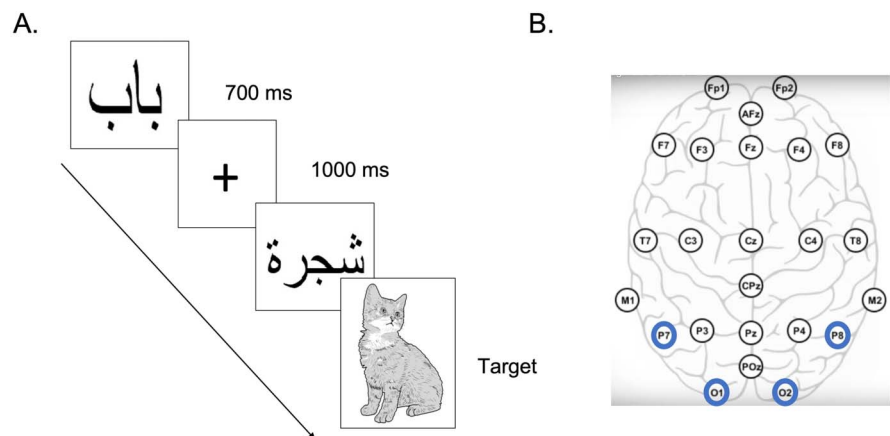 A.
باب
700 ms
+
1000 ms
شجرة
Target
B.
Fp1 Fp2
AFz
F7 F3 Fz F4 F8
T7 C3 Cz C4 T8
CPz
M1 M2
P7 P3 Pz P4 P8
POz
O1 O2